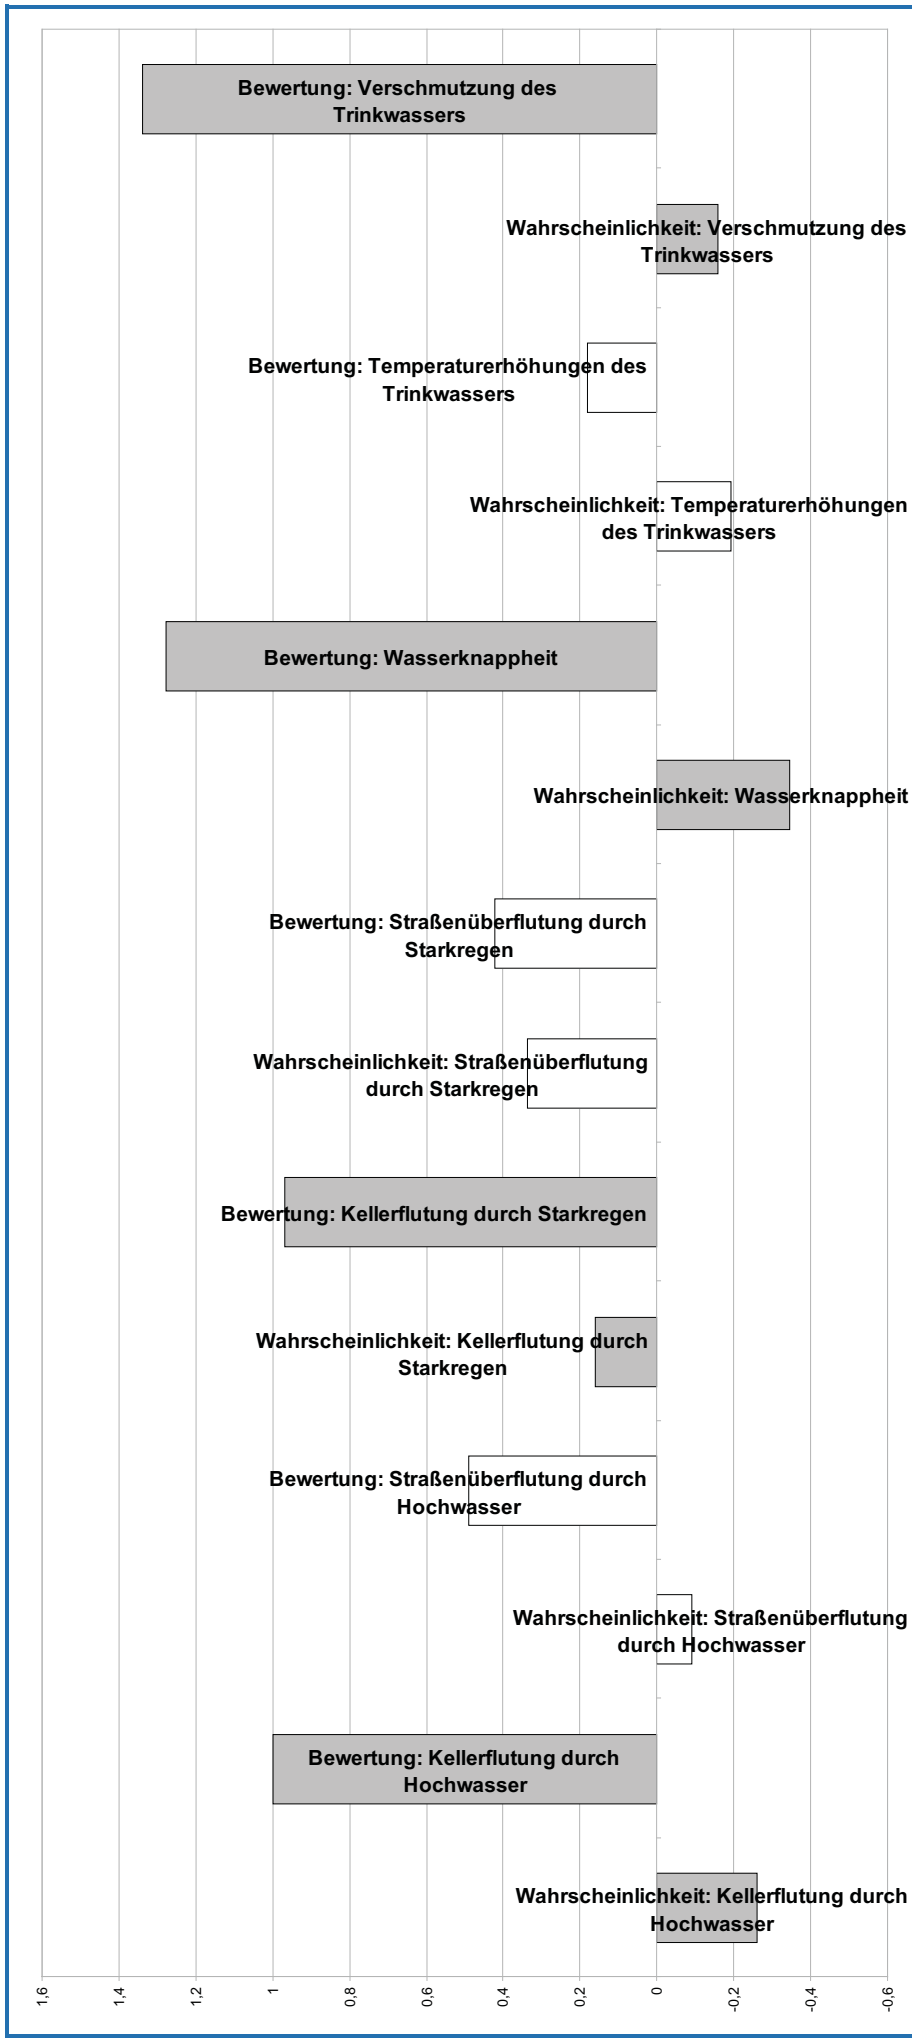 Bewertung: Verschmutzung des
Trinkwassers
Wahrscheinlichkeit: Verschmutzung des
Trinkwassers
Bewertung: Temperaturerhöhungen des
Trinkwassers
Wahrscheinlichkeit: Temperaturerhöhungen
des Trinkwassers
Bewertung: Wasserknappheit
Wahrscheinlichkeit: Wasserknappheit
Bewertung: Straßenüberflutung durch
Starkregen
Wahrscheinlichkeit: Straßenüberflutung
durch Starkregen
Bewertung: Kellerflutung durch Starkregen
Wahrscheinlichkeit: Kellerflutung durch
Starkregen
Bewertung: Straßenüberflutung durch
Hochwasser
Wahrscheinlichkeit: Straßenüberflutung
durch Hochwasser
Bewertung: Kellerflutung durch
Hochwasser
Wahrscheinlichkeit: Kellerflutung durch
Hochwasser
1,6
1,4
1,2
1
0,8
0,6
0,4
0,2
0
-0,2
-0,4
-0,6